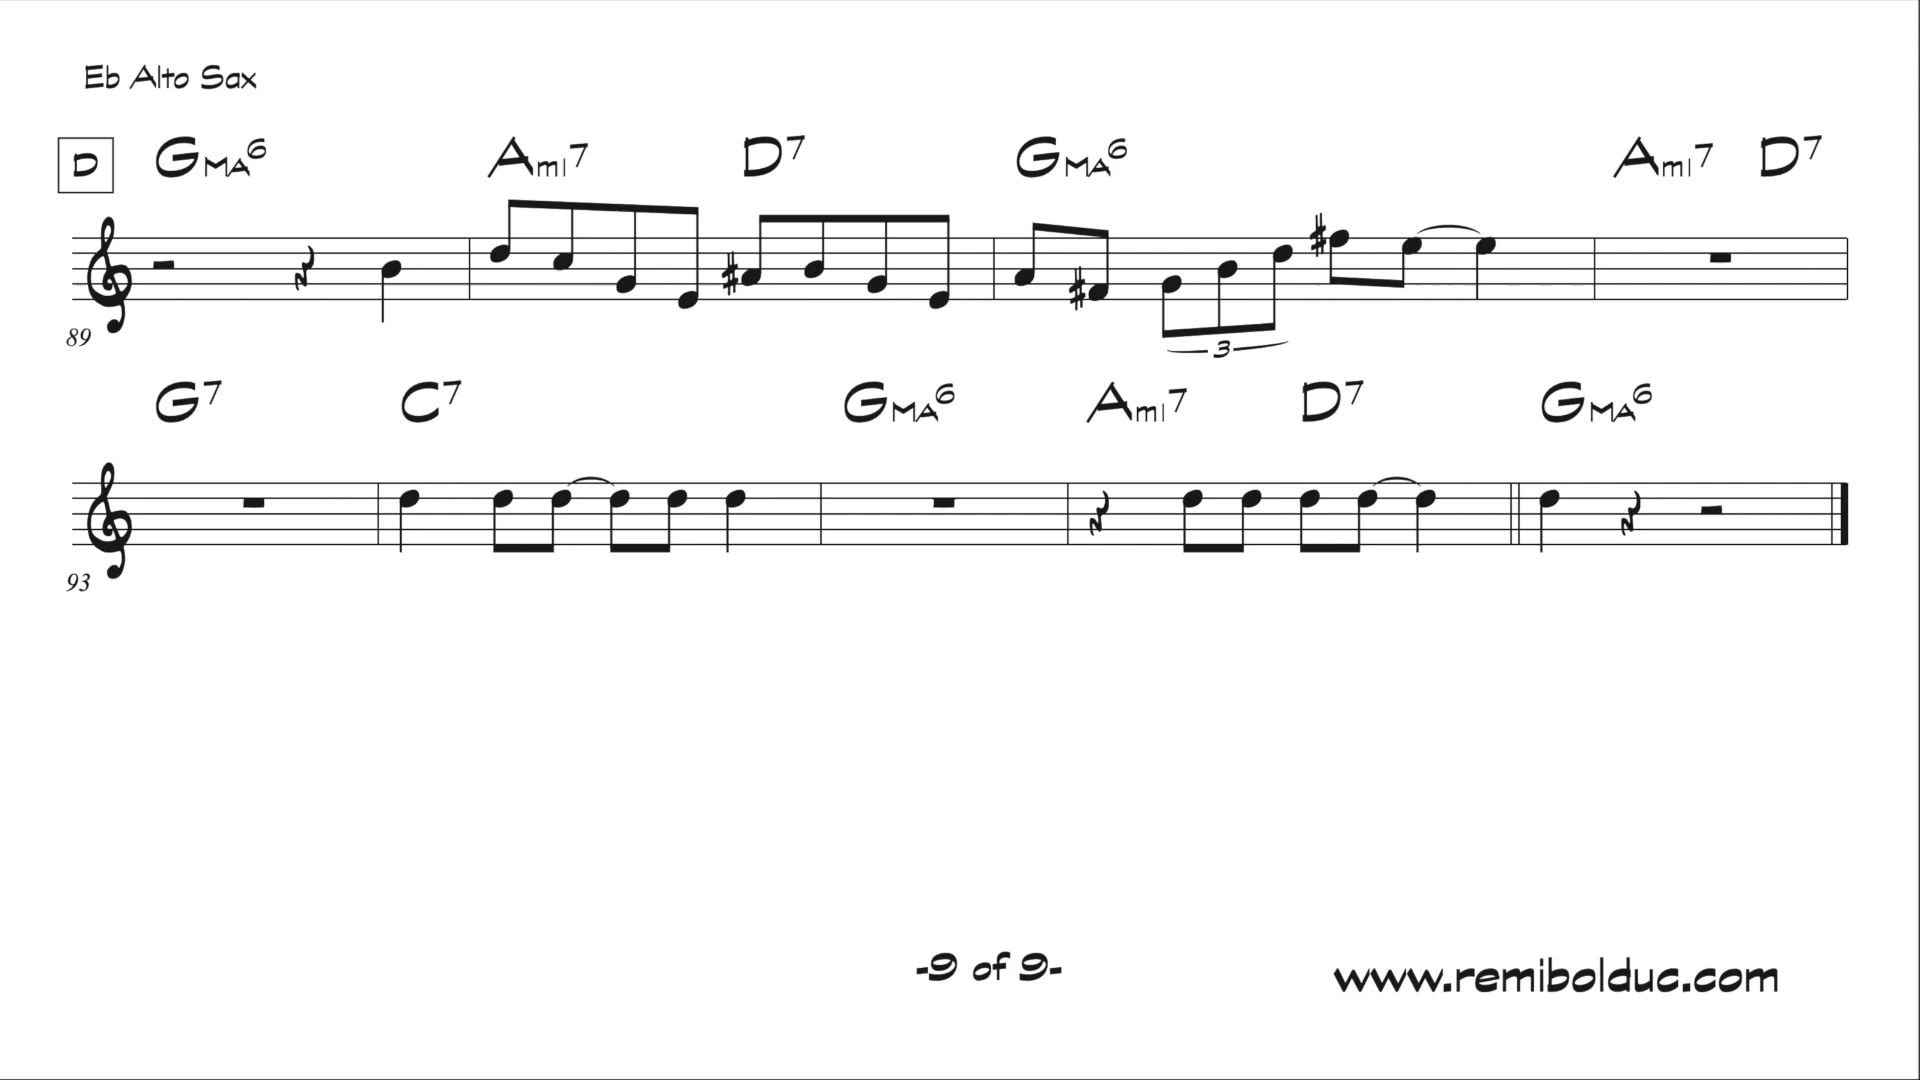 Eb Alto Sax
D GMA6 AmI7 D7 GMA6 AmI7 D7
3
89
G7 C7 GMA6 AmI7 D7 GMA6
93
-9 of 9-
www.remibolduc.com